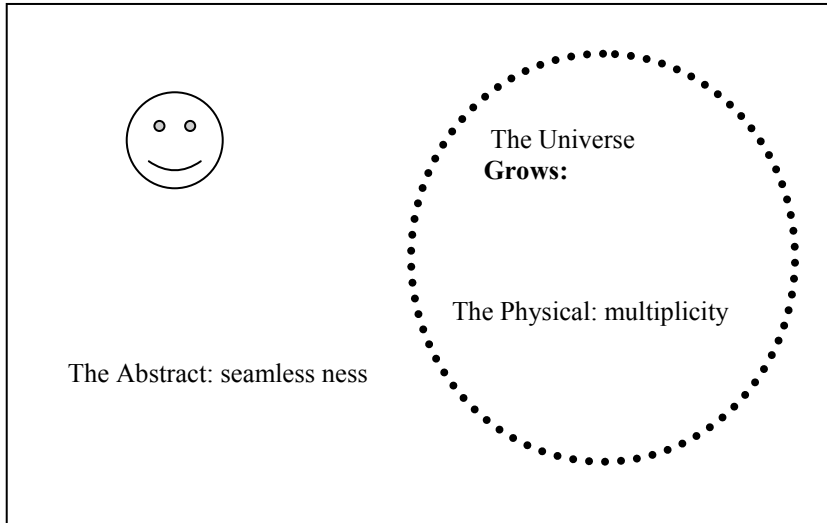 The Universe
Grows:
The Physical: multiplicity
The Abstract: seamless ness